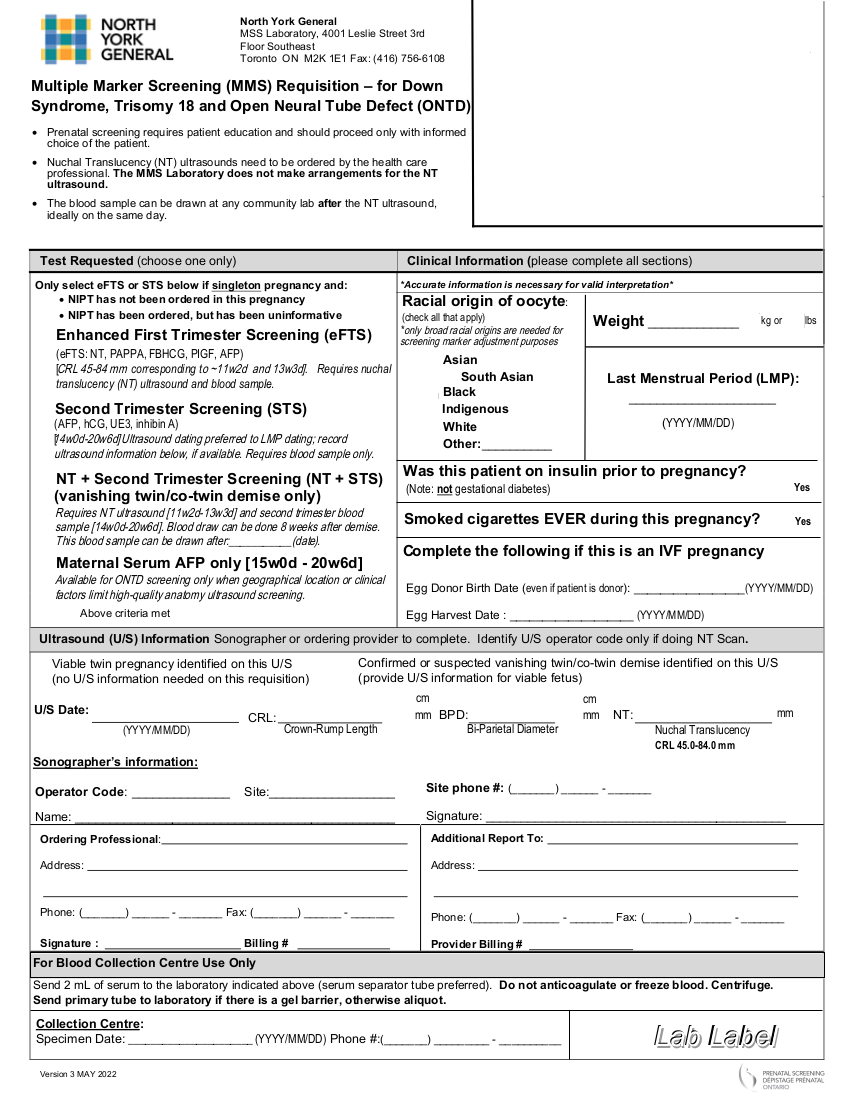 NORTH
YORK
GENERAL
North York General
MSS Laboratory, 4001 Leslie Street 3rd
Floor Southeast
Toronto ON M2K 1E1 Fax: (416) 756-6108
Multiple Marker Screening (MMS) Requisition – for Down
Syndrome, Trisomy 18 and Open Neural Tube Defect (ONTD)
• Prenatal screening requires patient education and should proceed only with informed
choice of the patient.
• Nuchal Translucency (NT) ultrasounds need to be ordered by the health care
professional. The MMS Laboratory does not make arrangements for the NT
ultrasound.
• The blood sample can be drawn at any community lab after the NT ultrasound,
ideally on the same day.
Test Requested (choose one only)
Only select eFTS or STS below if singleton pregnancy and:
• NIPT has not been ordered in this pregnancy
• NIPT has been ordered, but has been uninformative
Enhanced First Trimester Screening (eFTS)
(eFTS: NT, PAPPA, FBHCG, PlGF, AFP)
[CRL 45-84 mm corresponding to ~11w2d and 13w3d]. Requires nuchal
translucency (NT) ultrasound and blood sample.
Second Trimester Screening (STS)
(AFP, hCG, UE3, inhibin A)
[14w0d-20w6d]Ultrasound dating preferred to LMP dating; record
ultrasound information below, if available. Requires blood sample only.
NT + Second Trimester Screening (NT + STS)
(vanishing twin/co-twin demise only)
Requires NT ultrasound [11w2d-13w3d] and second trimester blood
sample [14w0d-20w6d]. Blood draw can be done 8 weeks after demise.
This blood sample can be drawn after:___________(date).
Maternal Serum AFP only [15w0d - 20w6d]
Available for ONTD screening only when geographical location or clinical
factors limit high-quality anatomy ultrasound screening.
Above criteria met
Clinical Information (please complete all sections)
*Accurate information is necessary for valid interpretation*
Racial origin of oocyte:
(check all that apply)
*only broad racial origins are needed for
screening marker adjustment purposes
Asian
South Asian
Black
Indigenous
White
Other:__________
Weight _____________ kg or lbs
Last Menstrual Period (LMP):
______________________
(YYYY/MM/DD)
Was this patient on insulin prior to pregnancy?
(Note: not gestational diabetes) Yes
Smoked cigarettes EVER during this pregnancy? Yes
Complete the following if this is an IVF pregnancy
Egg Donor Birth Date (even if patient is donor): _________________(YYYY/MM/DD)
Egg Harvest Date : ___________________ (YYYY/MM/DD)
Ultrasound (U/S) Information Sonographer or ordering provider to complete. Identify U/S operator code only if doing NT Scan.
Viable twin pregnancy identified on this U/S
(no U/S information needed on this requisition)
Confirmed or suspected vanishing twin/co-twin demise identified on this U/S
(provide U/S information for viable fetus)
cm cm
U/S Date: ______________________ CRL: ________________ mm BPD:_________________ mm NT: _____________________ mm
(YYYY/MM/DD) Crown-Rump Length Bi-Parietal Diameter Nuchal Translucency
CRL 45.0-84.0 mm
Sonographer's information:
Operator Code: ______________ Site:__________________ Site phone #: (_______) ______ - _______
Name: ________________________________________________ Signature: _____________________________________________
Ordering Professional:_____________________________________
Address: ________________________________________________
______________________________________________________
Phone: (_______) ______ - _______ Fax: (_______) ______ - _______
Signature : _____________________ Billing # ______________
Additional Report To: ______________________________________
Address: ________________________________________________
______________________________________________________
Phone: (_______) ______ - _______ Fax: (_______) ______ - _______
Provider Billing # ________________
For Blood Collection Centre Use Only
Send 2 mL of serum to the laboratory indicated above (serum separator tube preferred). Do not anticoagulate or freeze blood. Centrifuge.
Send primary tube to laboratory if there is a gel barrier, otherwise aliquot.
Collection Centre:
Specimen Date: ____________________ (YYYY/MM/DD) Phone #:(_______) __________ - __________
Lab Label
Version 3 MAY 2022
PRENATAL SCREENING
DÉPISTAGE PRÉNATAL
ONTARIO